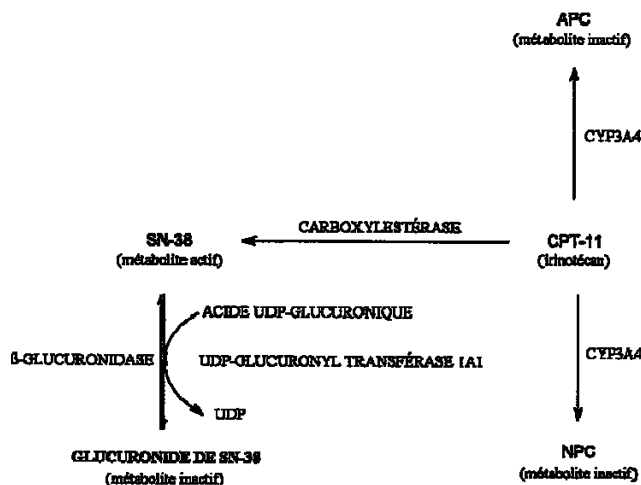 APC
(métabolite inactif)
CYP3A4
CARBOXYLESTÉRASE
SN-38
(métabolite actif)
CPT-11
(irinotécan)
ACIDE UDP-GLUCURONIQUE
ß-GLUCURONIDASE
UDP-GLUCURONYL TRANSFÉRASE 1A1
CYP3A4
UDP
GLUCURONIDE DE SN-38
(métabolite inactif)
NPC
(métabolite inactif)